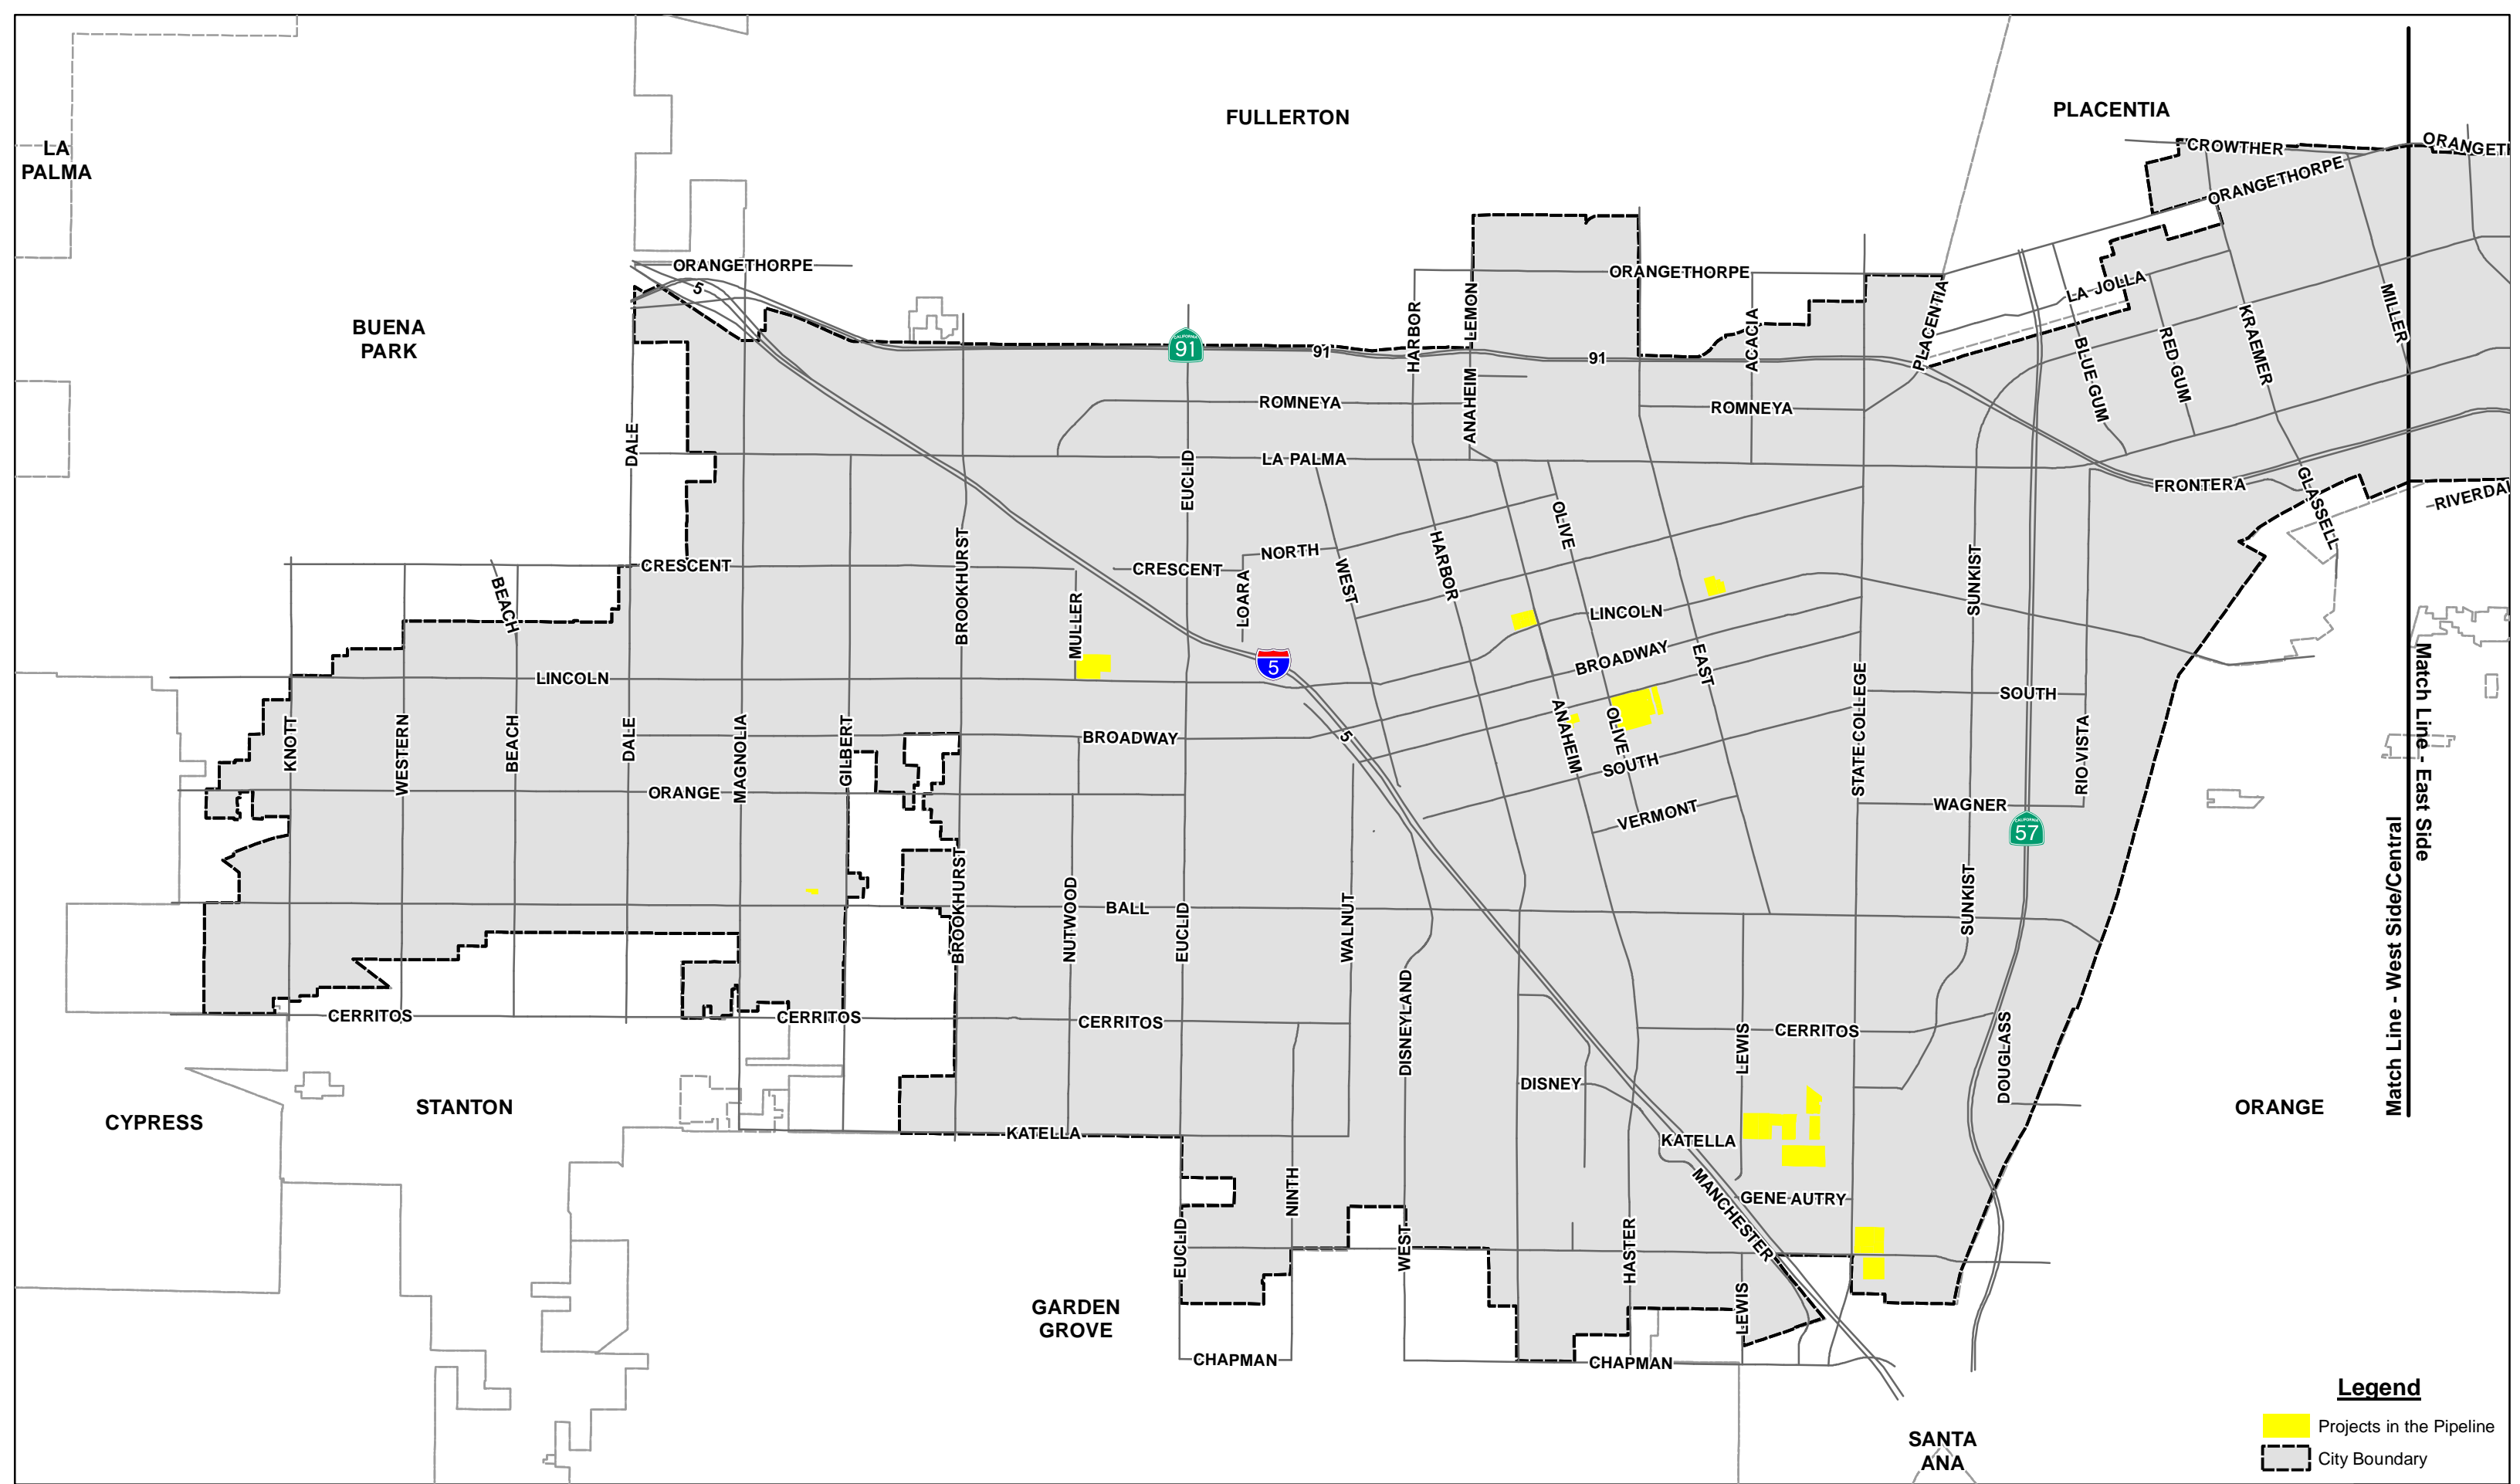 FULLERTON
PLACENTIA
LA
PALMA
CROWTHER
ORANGETH
ORANGETHORPE
ORANGETHORPE
ORANGETHORPE
5
LA JOLLA
BUENA
PARK
HARBOR
LEMON
ACACIA
PLACENTIA
BLUE GUM
RED GUM
KRAEMER
MILLER
CALIFORNIA
91
91
91
ROMNEYA
ROMNEYA
ANAHEIM
DALE
EUCLID
LA PALMA
FRONTERA
GLASSELL
RIVERDAL
OLIVE
NORTH
CRESCENT
CRESCENT
LOARA
WEST
HARBOR
BEACH
BROOKHURST
MULLER
SUNKIST
LINCOLN
LINCOLN
5
BROADWAY
EAST
STATE COLLEGE
SOUTH
KNOTT
WESTERN
BEACH
DALE
MAGNOLIA
GILBERT
BROADWAY
5
ANAHEIM
OLIVE
SOUTH
RIO VISTA
Match Line - East Side
Match Line - West Side/Central
ORANGE
VERMONT
WAGNER
CALIFORNIA
57
BROOKHURST
NUTWOOD
EUCLID
BALL
WALNUT
SUNKIST
DISNEYLAND
CERRITOS
CERRITOS
CERRITOS
CERRITOS
LEWIS
DOUGLASS
DISNEY
CYPRESS
STANTON
ORANGE
KATELLA
KATELLA
MANCHESTER
GENE AUTRY
NINTH
EUCLID
WEST
HASTER
LEWIS
GARDEN
GROVE
CHAPMAN
CHAPMAN
SANTA
ANA
Legend
Projects in the Pipeline
City Boundary